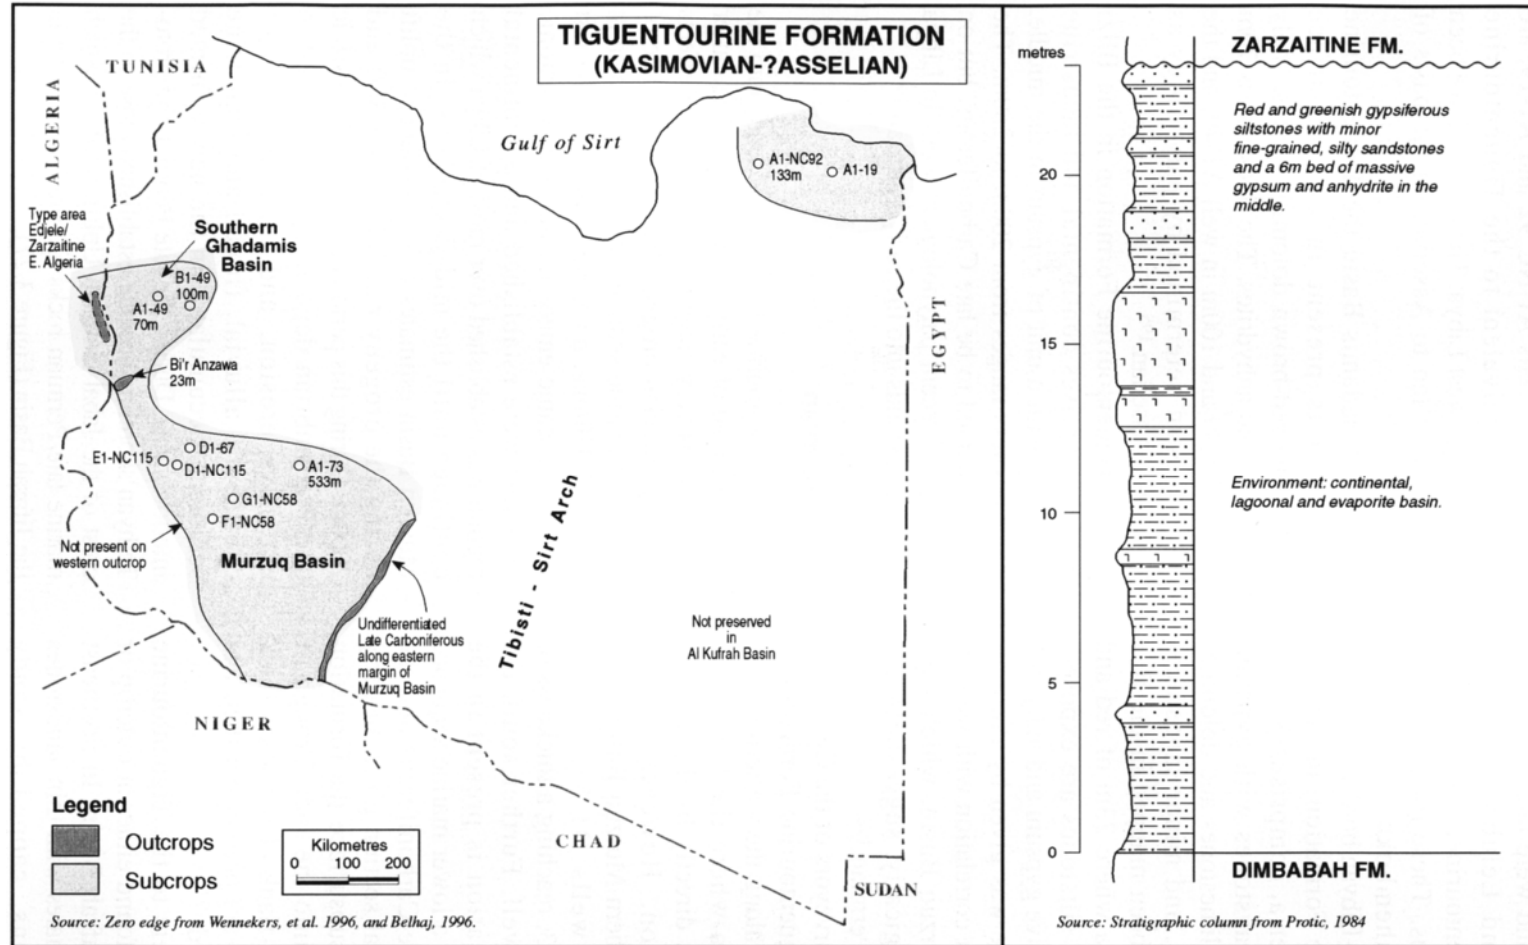 TIGUENTOURINE FORMATION
(KASIMOVIAN-?ASSELIAN)
TUNISIA
ALGERIA
Gulf of Sirt
A1-NC92
133m
A1-19
Type area
Edjele/
Zarzaitine
E. Algeria
Southern
Ghadamis
Basin
B1-49
100m
A1-49
70m
Bi'r Anzawa
23m
EGYPT
D1-67
E1-NC115
D1-NC115
A1-73
533m
G1-NC58
F1-NC58
Not present on
western outcrop
Murzuq Basin
Tibisti - Sirt Arch
Undifferentiated
Late Carboniferous
along eastern
margin of
Murzuq Basin
Not preserved
in
Al Kufrah Basin
NIGER
CHAD
SUDAN
Legend
Outcrops
Subcrops
Kilometres
0 100 200
Source: Zero edge from Wennekers, et al. 1996, and Belhaj, 1996.
metres
ZARZAITINE FM.
20
15
10
5
0
Red and greenish gypsiferous
siltstones with minor
fine-grained, silty sandstones
and a 6m bed of massive
gypsum and anhydrite in the
middle.
Environment: continental,
lagoonal and evaporite basin.
DIMBABAH FM.
Source: Stratigraphic column from Protic, 1984